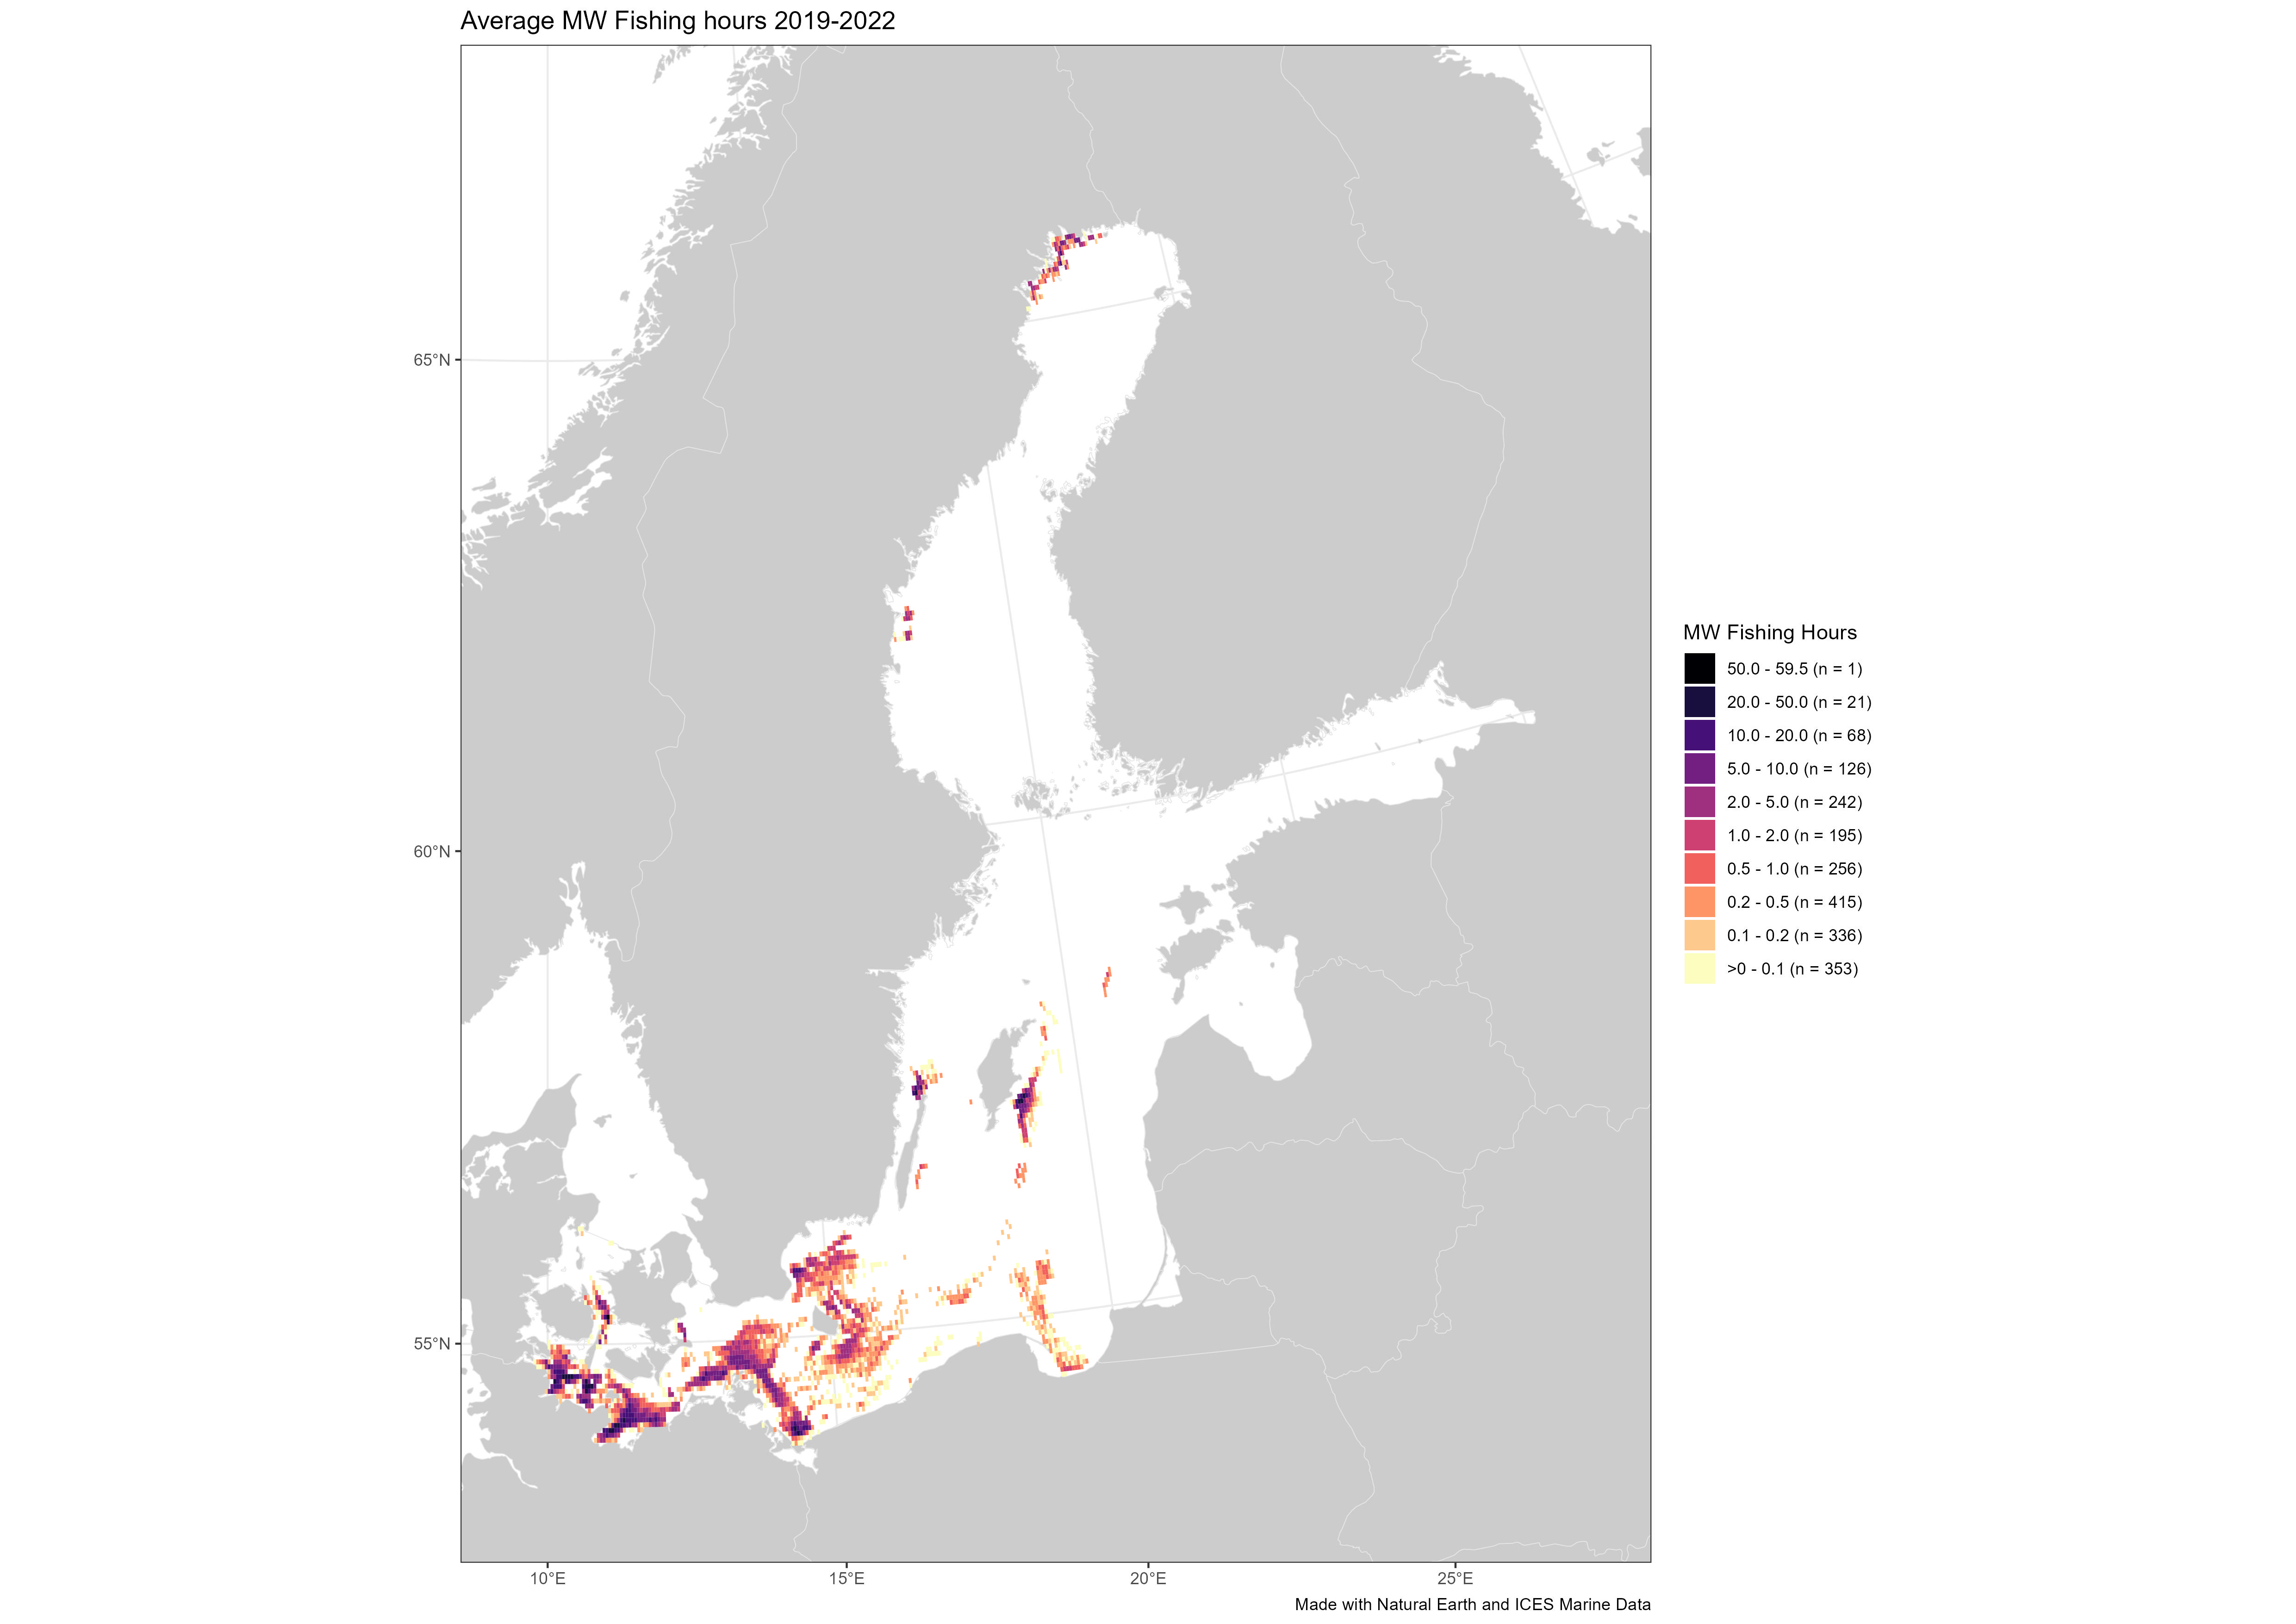 Average MW Fishing hours 2019-2022
65°N
60°N
55°N
10°E
15°E
20°E
25°E
MW Fishing Hours
50.0 - 59.5 (n = 1)
20.0 - 50.0 (n = 21)
10.0 - 20.0 (n = 68)
5.0 - 10.0 (n = 126)
2.0 - 5.0 (n = 242)
1.0 - 2.0 (n = 195)
0.5 - 1.0 (n = 256)
0.2 - 0.5 (n = 415)
0.1 - 0.2 (n = 336)
>0 - 0.1 (n = 353)
Made with Natural Earth and ICES Marine Data